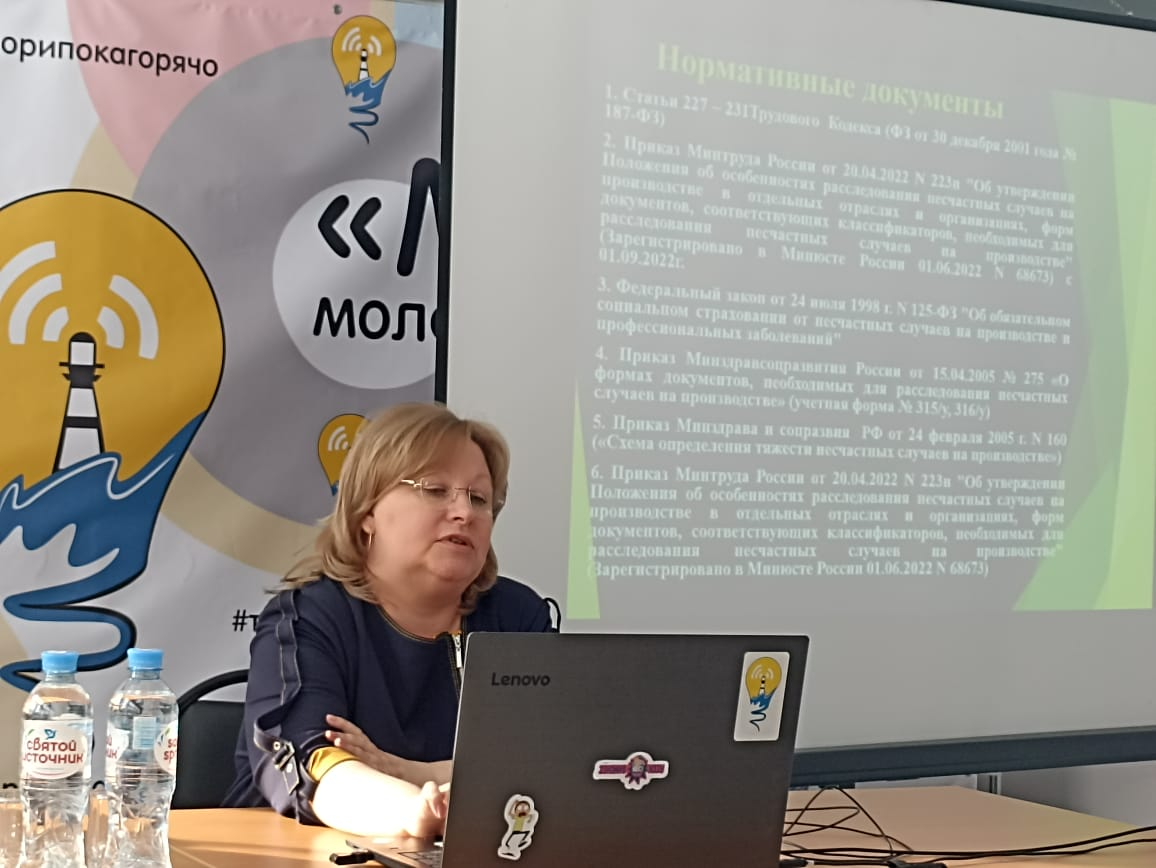 орипокагорячо
«М
моло
#т
Нормативные документы
1. Статьи 227 – 231Трудового Кодекса (ФЗ от 30 декабря 2001 года №
187-ФЗ)
2. Приказ Минтруда России от 20.04.2022 N 223н "Об утверждении
Положения об особенностях расследования несчастных случаев на
производстве в отдельных отраслях и организациях, форм
документов, соответствующих классификаторов, необходимых для
расследования несчастных случаев на производстве"
(Зарегистрировано в Минюсте России 01.06.2022 N 68673) с
01.09.2022г.
3. Федеральный закон от 24 июля 1998 г. N 125-ФЗ "Об обязательном
социальном страховании от несчастных случаев на производстве и
профессиональных заболеваний"
4. Приказ Минздравсопразвития России от 15.04.2005 № 275 «О
формах документов, необходимых для расследования несчастных
случаев на производстве» (учетная форма № 315/у, 316/у)
5. Приказ Минздрава и соцразвия РФ от 24 февраля 2005 г. N 160
(«Схема определения тяжести несчастных случаев на производстве»)
6. Приказ Минтруда России от 20.04.2022 N 223н "Об утверждении
Положения об особенностях расследования несчастных случаев на
производстве в отдельных отраслях и организациях, форм
документов, соответствующих классификаторов, необходимых для
расследования несчастных случаев на производстве"
(Зарегистрировано в Минюсте России 01.06.2022 N 68673)
Lenovo
святой
источник